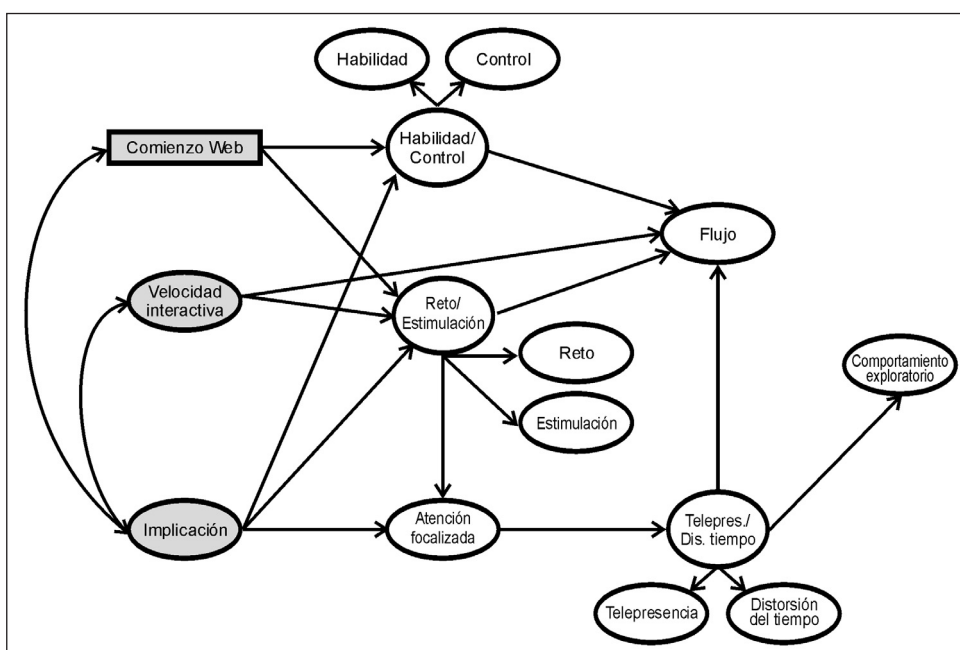 Habilidad
Control
Comienzo Web
Habilidad/
Control
Flujo
Velocidad
interactiva
Reto/
Estimulación
Reto
Comportamiento
exploratorio
Estimulación
Implicación
Atención
focalizada
Telepres./
Dis. tiempo
Telepresencia
Distorsión
del tiempo